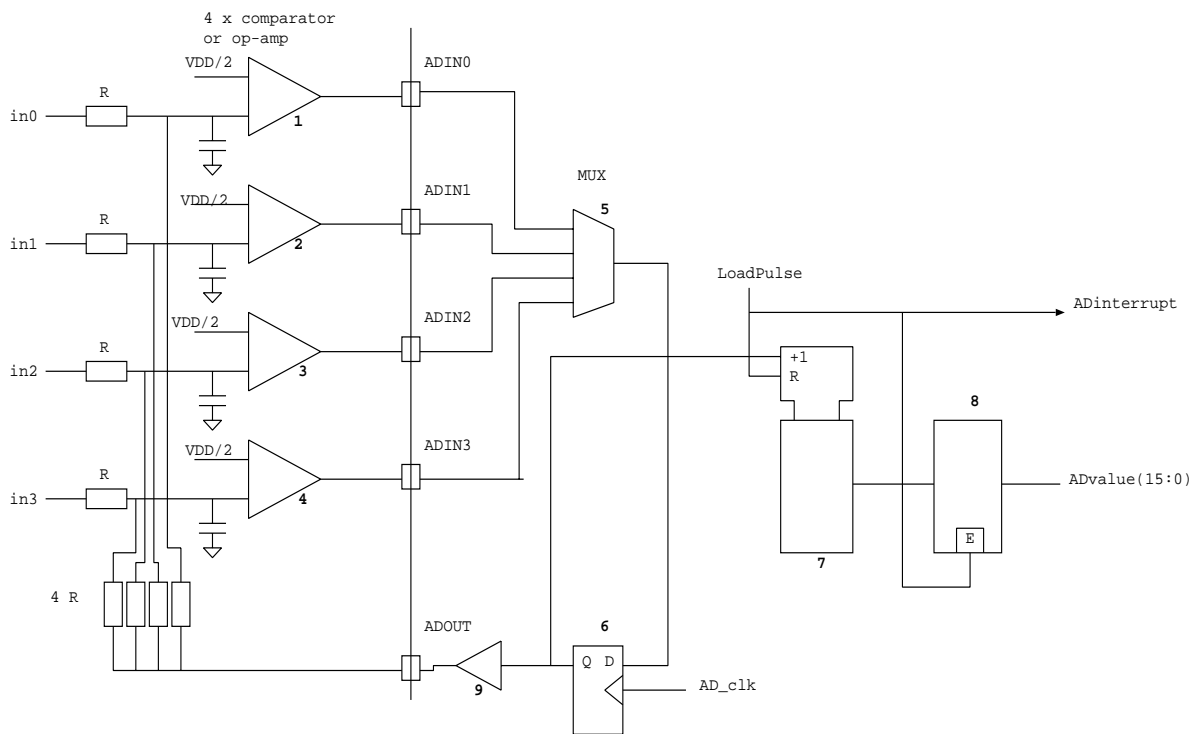 4 x comparator
or op-amp
VDD/2
ADIN0
R
in0
1
VDD/2
ADIN1
MUX
R
5
in1
2
LoadPulse
ADinterrupt
VDD/2
ADIN2
R
+1
R
in2
3
8
VDD/2
ADIN3
R
in3
4
ADvalue(15:0)
E
7
4 R
ADOUT
6
Q D
9
AD_clk